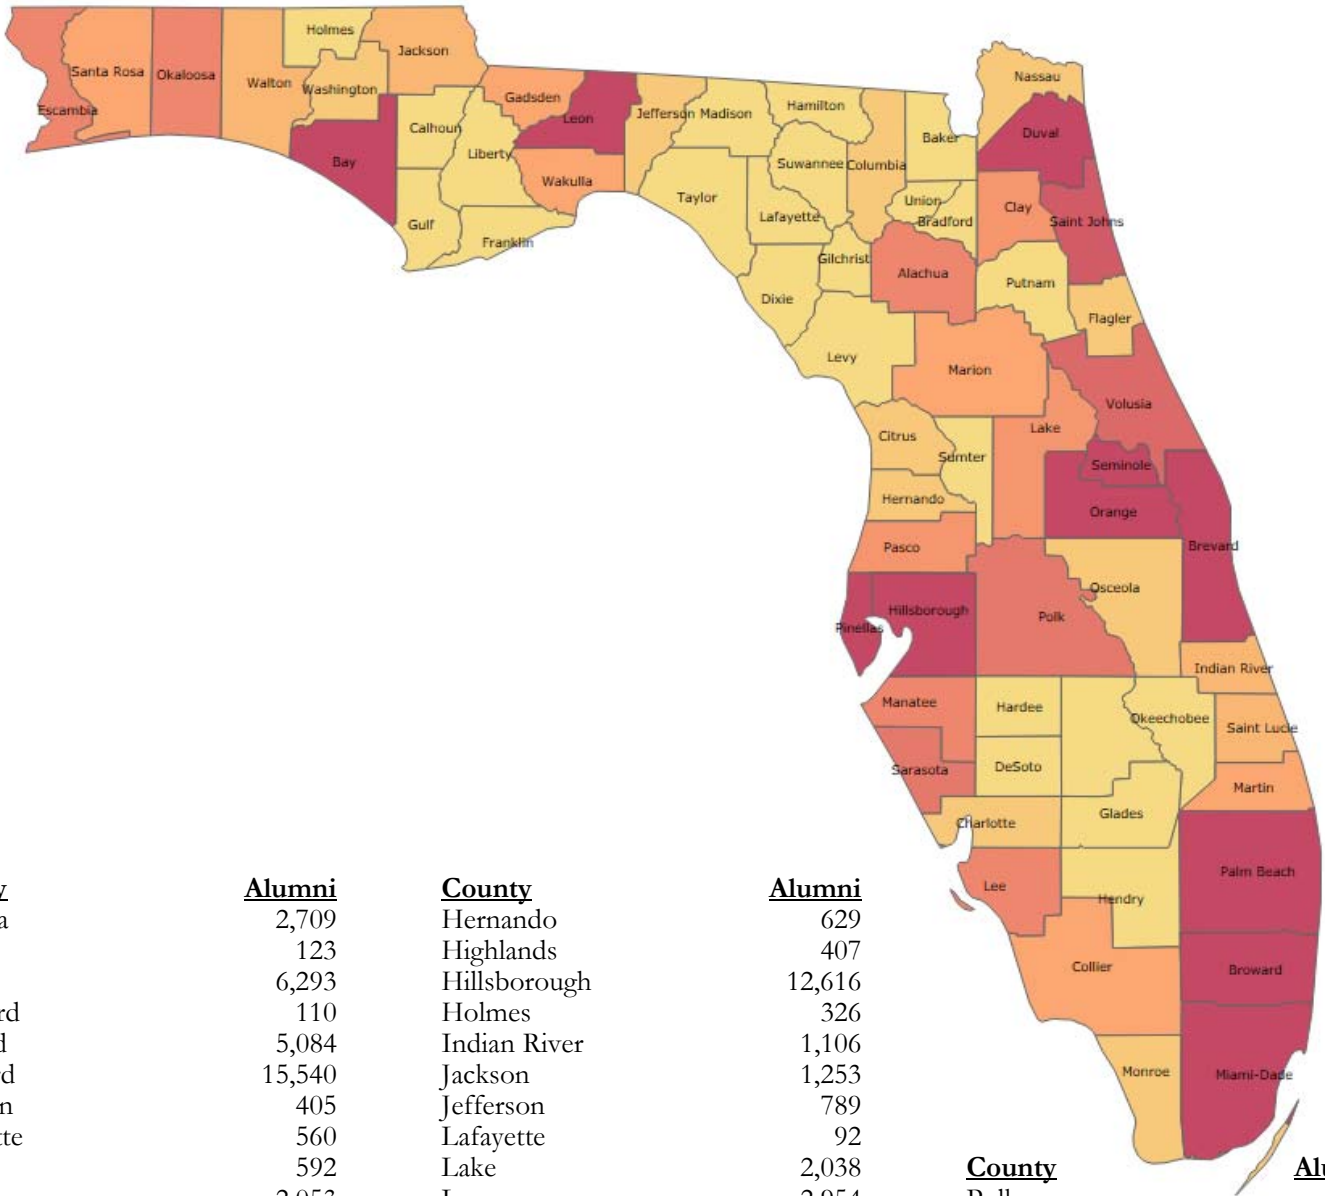 Holmes
Jackson
Santa Rosa
Okaloosa
Walton
Washington
Escambia
Bay
Calhoun
Gadsden
Leon
Liberty
Wakulla
Gulf
Franklin
Jefferson
Madison
Hamilton
Taylor
Suwannee
Columbia
Lafayette
Baker
Nassau
Duval
Union
Bradford
Clay
Saint Johns
Gilchrist
Alachua
Putnam
Dixie
Flagler
Levy
Marion
Volusia
Citrus
Lake
Sumter
Seminole
Hernando
Orange
Pasco
Brevard
Osceola
Hillsborough
Polk
Pinellas
Indian River
Manatee
Hardee
Okeechobee
Saint Lucie
Sarasota
DeSoto
Martin
Glades
Charlotte
Palm Beach
Lee
Hendry
Collier
Broward
Monroe
Miami-Dade
y Alumni County Alumni
a 2,709 Hernando 629
123 Highlands 407
6,293 Hillsborough 12,616
rd 110 Holmes 326
d 5,084 Indian River 1,106
rd 15,540 Jackson 1,253
n 405 Jefferson 789
tte 560 Lafayette 92
592 Lake 2,038
County